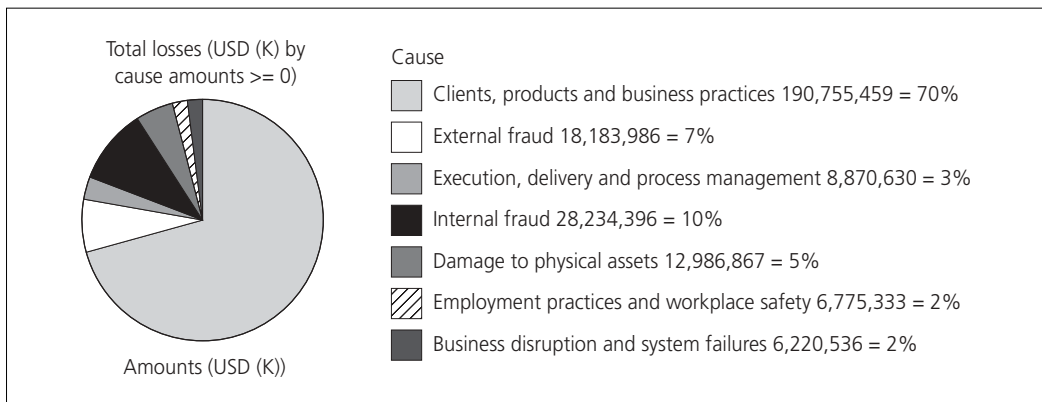 Total losses (USD (K) by
cause amounts >= 0)
Amounts (USD (K))
Cause
Clients, products and business practices 190,755,459 = 70%
External fraud 18,183,986 = 7%
Execution, delivery and process management 8,870,630 = 3%
Internal fraud 28,234,396 = 10%
Damage to physical assets 12,986,867 = 5%
Employment practices and workplace safety 6,775,333 = 2%
Business disruption and system failures 6,220,536 = 2%